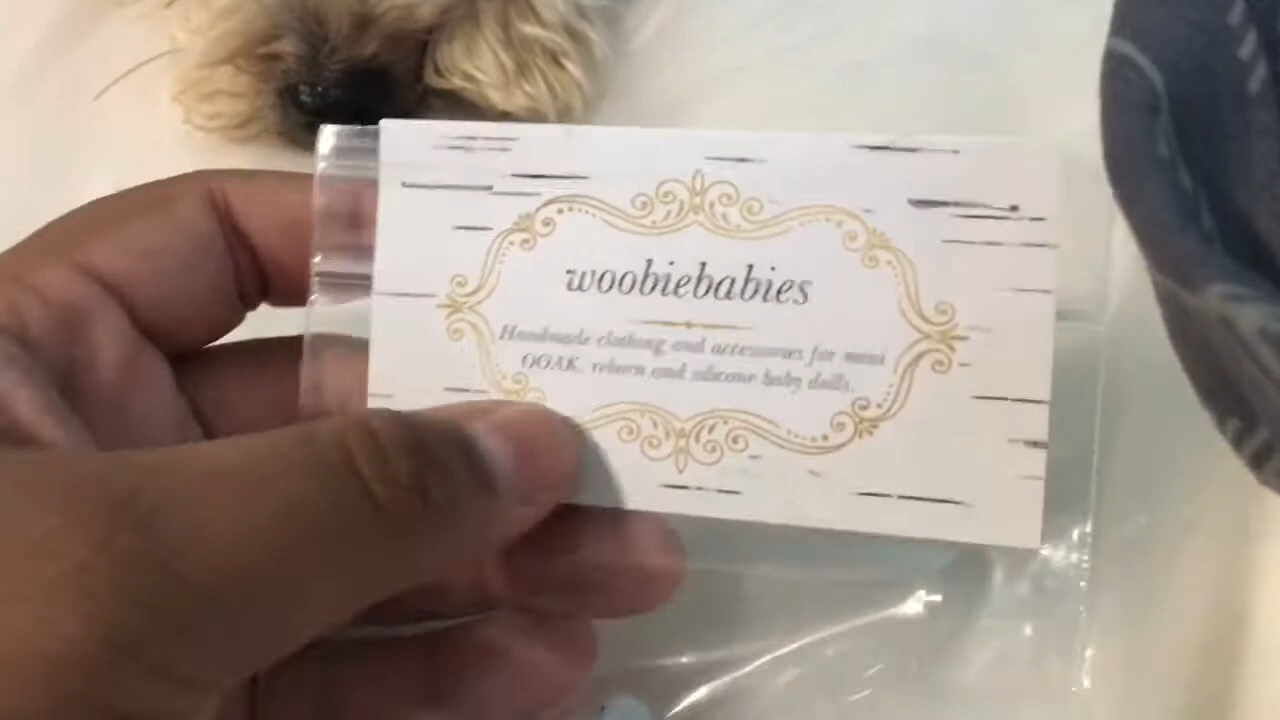 woobiebabies
Handmade clothing and accessories for mini
OOAK, reborn and silicone baby dolls.